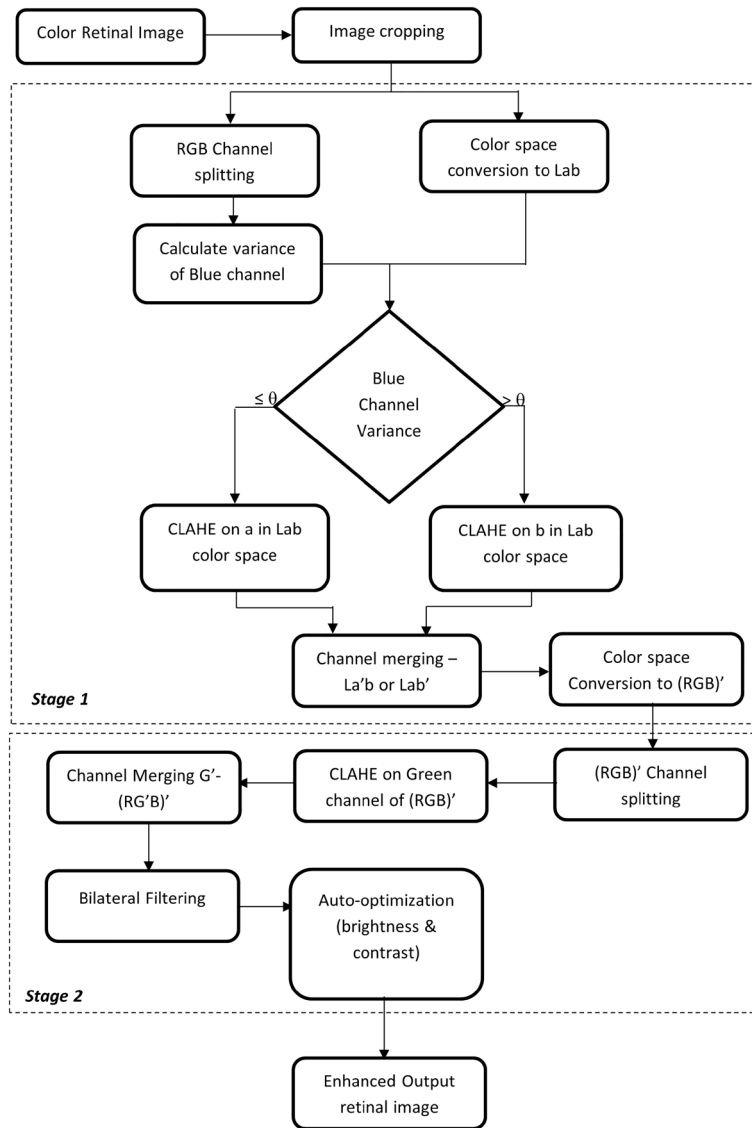 Color Retinal Image
Image cropping
RGB Channel
splitting
Color space
conversion to Lab
Calculate variance
of Blue channel
Blue
Channel
Variance
≤ θ
> θ
CLAHE on a in Lab
color space
CLAHE on b in Lab
color space
Channel merging –
La’b or Lab’
Color space
Conversion to (RGB)’
Stage 1
Channel Merging G’-
(RG’B)’
CLAHE on Green
channel of (RGB)’
(RGB)’ Channel
splitting
Bilateral Filtering
Auto-optimization
(brightness &
contrast)
Stage 2
Enhanced Output
retinal image